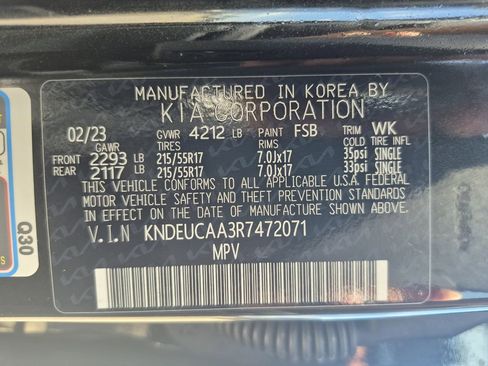 MANUFACTURED IN KOREA BY
KIA CORPORATION
02/23 GVWR 4212 LB PAINT FSB TRIM WK
GAWR TIRES RIMS COLD TIRE INFL
FRONT 2293 LB 215/55R17 7.0Jx17 35psi SINGLE
REAR 2117 LB 215/55R17 7.0Jx17 33psi SINGLE
THIS VEHICLE CONFORMS TO ALL APPLICABLE U.S.A FEDERAL
MOTOR VEHICLE SAFETY AND THEFT PREVENTION STANDARDS
IN EFFECT ON THE DATE OF MANUFACTURE SHOWN ABOVE.
V.I.N KNDEUCAA3R7472071
MPV
Q30